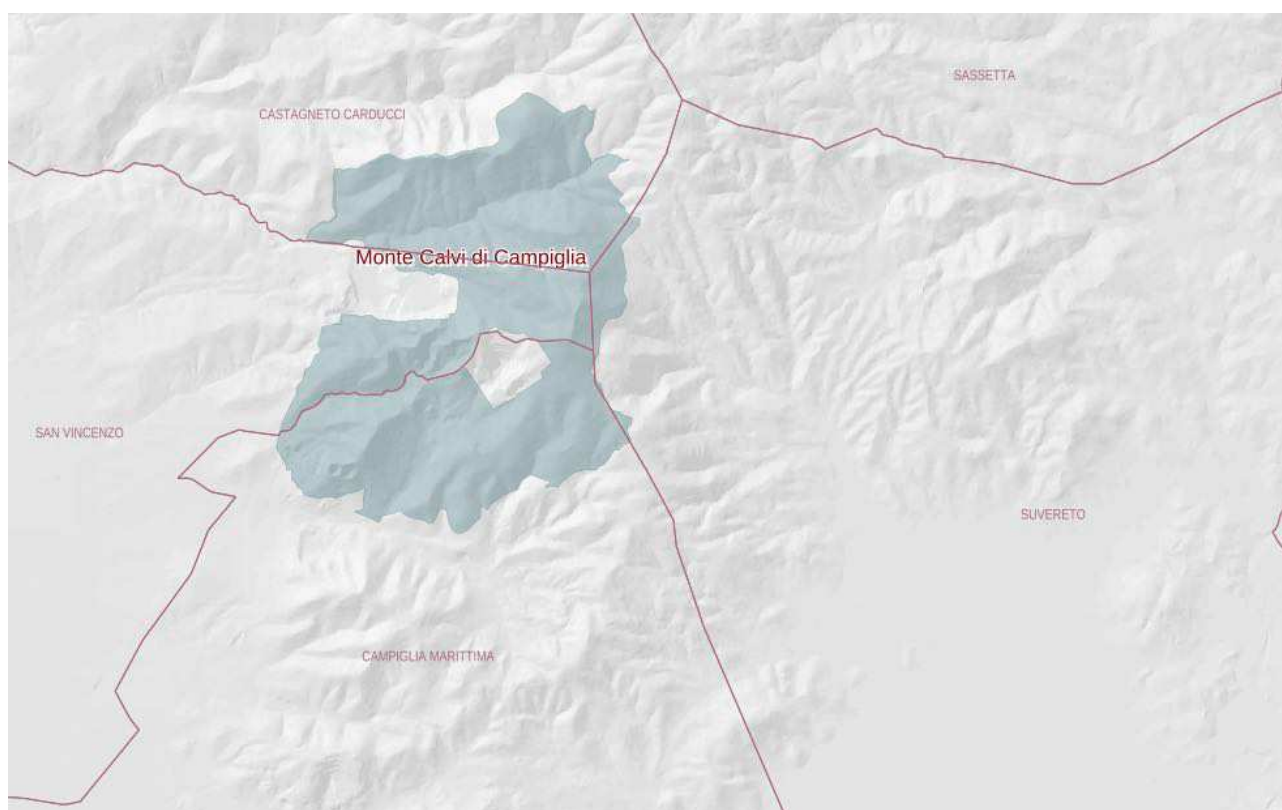 SASSETTA
CASTAGNETO CARDUCCI
Monte Calvi di Campiglia
SAN VINCENZO
SUVERETO
CAMPIGLIA MARITTIMA